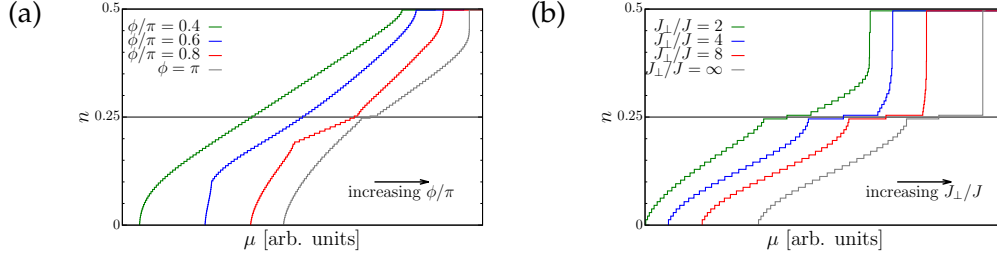 (a)
0.5
n
0.25
0
ϕ/π = 0.4
ϕ/π = 0.6
ϕ/π = 0.8
ϕ = π
increasing ϕ/π
μ [arb. units]
(b)
0.5
n
0.25
0
J⊥/J = 2
J⊥/J = 4
J⊥/J = 8
J⊥/J = ∞
increasing J⊥/J
μ [arb. units]